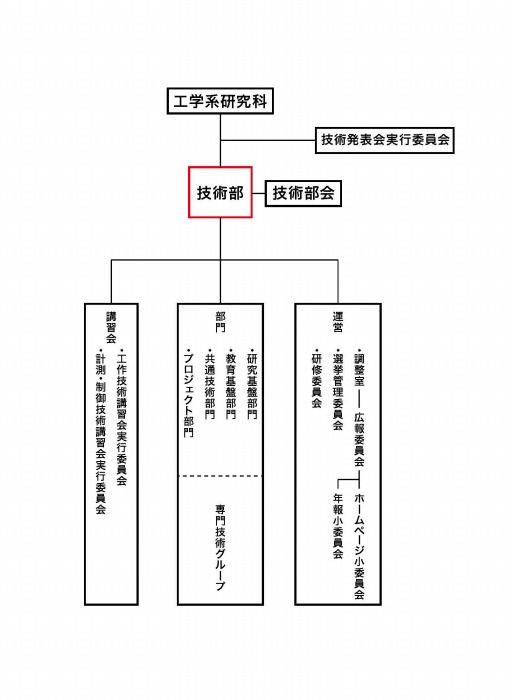 工学系研究科
技術発表会実行委員会
技術部
技術部会
講習会
・工作技術講習会実行委員会
・計測・制御技術講習会実行委員会
部門
・研究基盤部門
・教育基盤部門
・共通技術部門
・プロジェクト部門
専門技術グループ
運営
・調整室
広報委員会
ホームページ小委員会
年報小委員会
・選挙管理委員会
・研修委員会